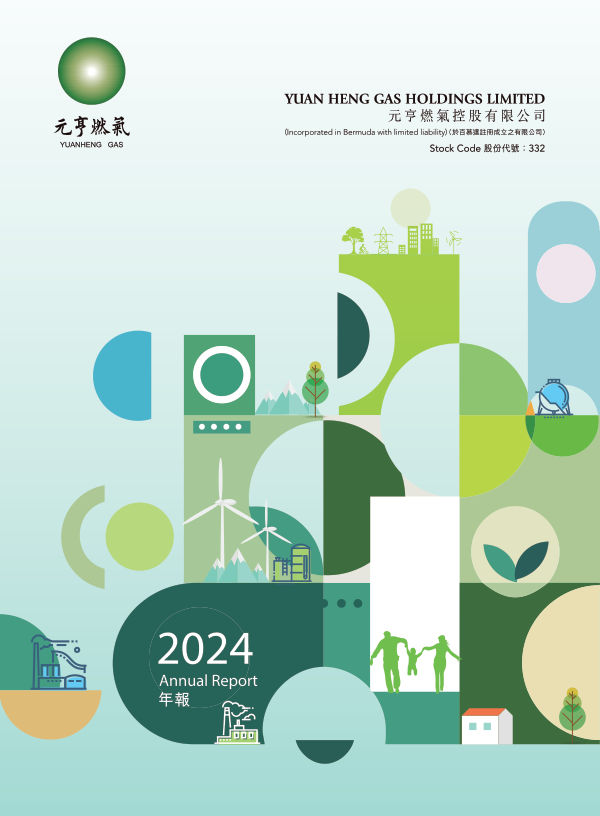 元亨燃氣
YUANHENG GAS
YUAN HENG GAS HOLDINGS LIMITED
元亨燃氣控股有限公司
(Incorporated in Bermuda with limited liability) (於百慕達註冊成立之有限公司)
Stock Code 股份代號：332
2024
Annual Report
年報